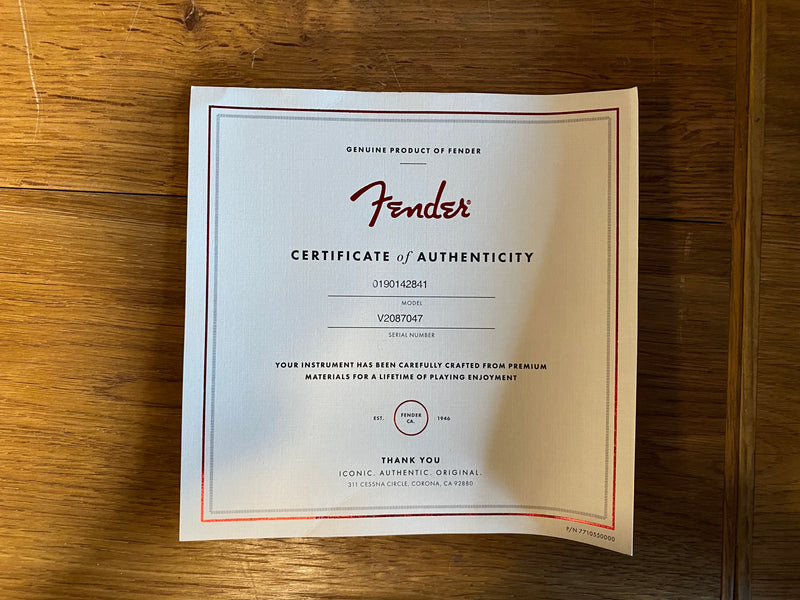 GENUINE PRODUCT OF FENDER
Fender®
CERTIFICATE of AUTHENTICITY
0190142841
MODEL
V2087047
SERIAL NUMBER
YOUR INSTRUMENT HAS BEEN CAREFULLY CRAFTED FROM PREMIUM
MATERIALS FOR A LIFETIME OF PLAYING ENJOYMENT
EST. FENDER CA. 1946
THANK YOU
ICONIC. AUTHENTIC. ORIGINAL.
311 CESSNA CIRCLE, CORONA, CA 92880
P/N 7710550000